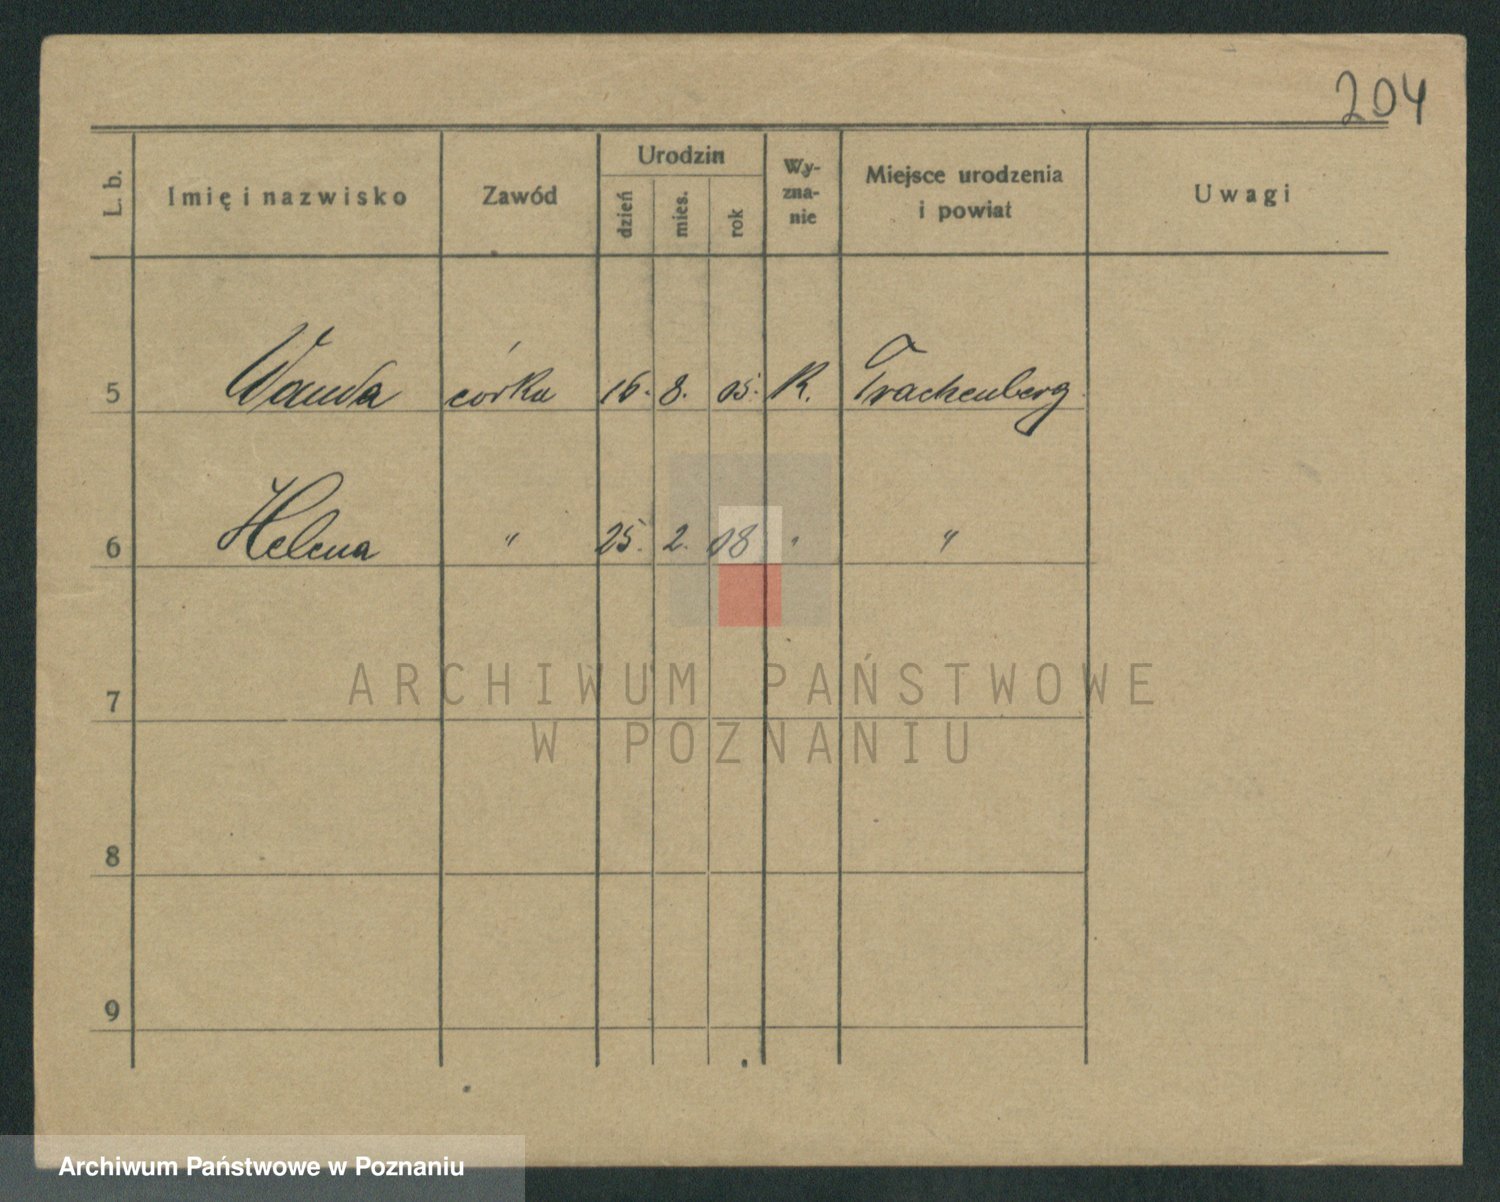 204
L. b. Imię i nazwisko Zawód Urodzin dzień mies. rok Wy-zna-nie Miejsce urodzenia i powiat Uwagi
5 Wanda córka 16. 8. 05. R. Trachenberg
6 Helena " 25. 2. 08 " "
7
ARCHIWUM PAŃSTWOWE
W POZNANIU
8
9
Archiwum Państwowe w Poznaniu